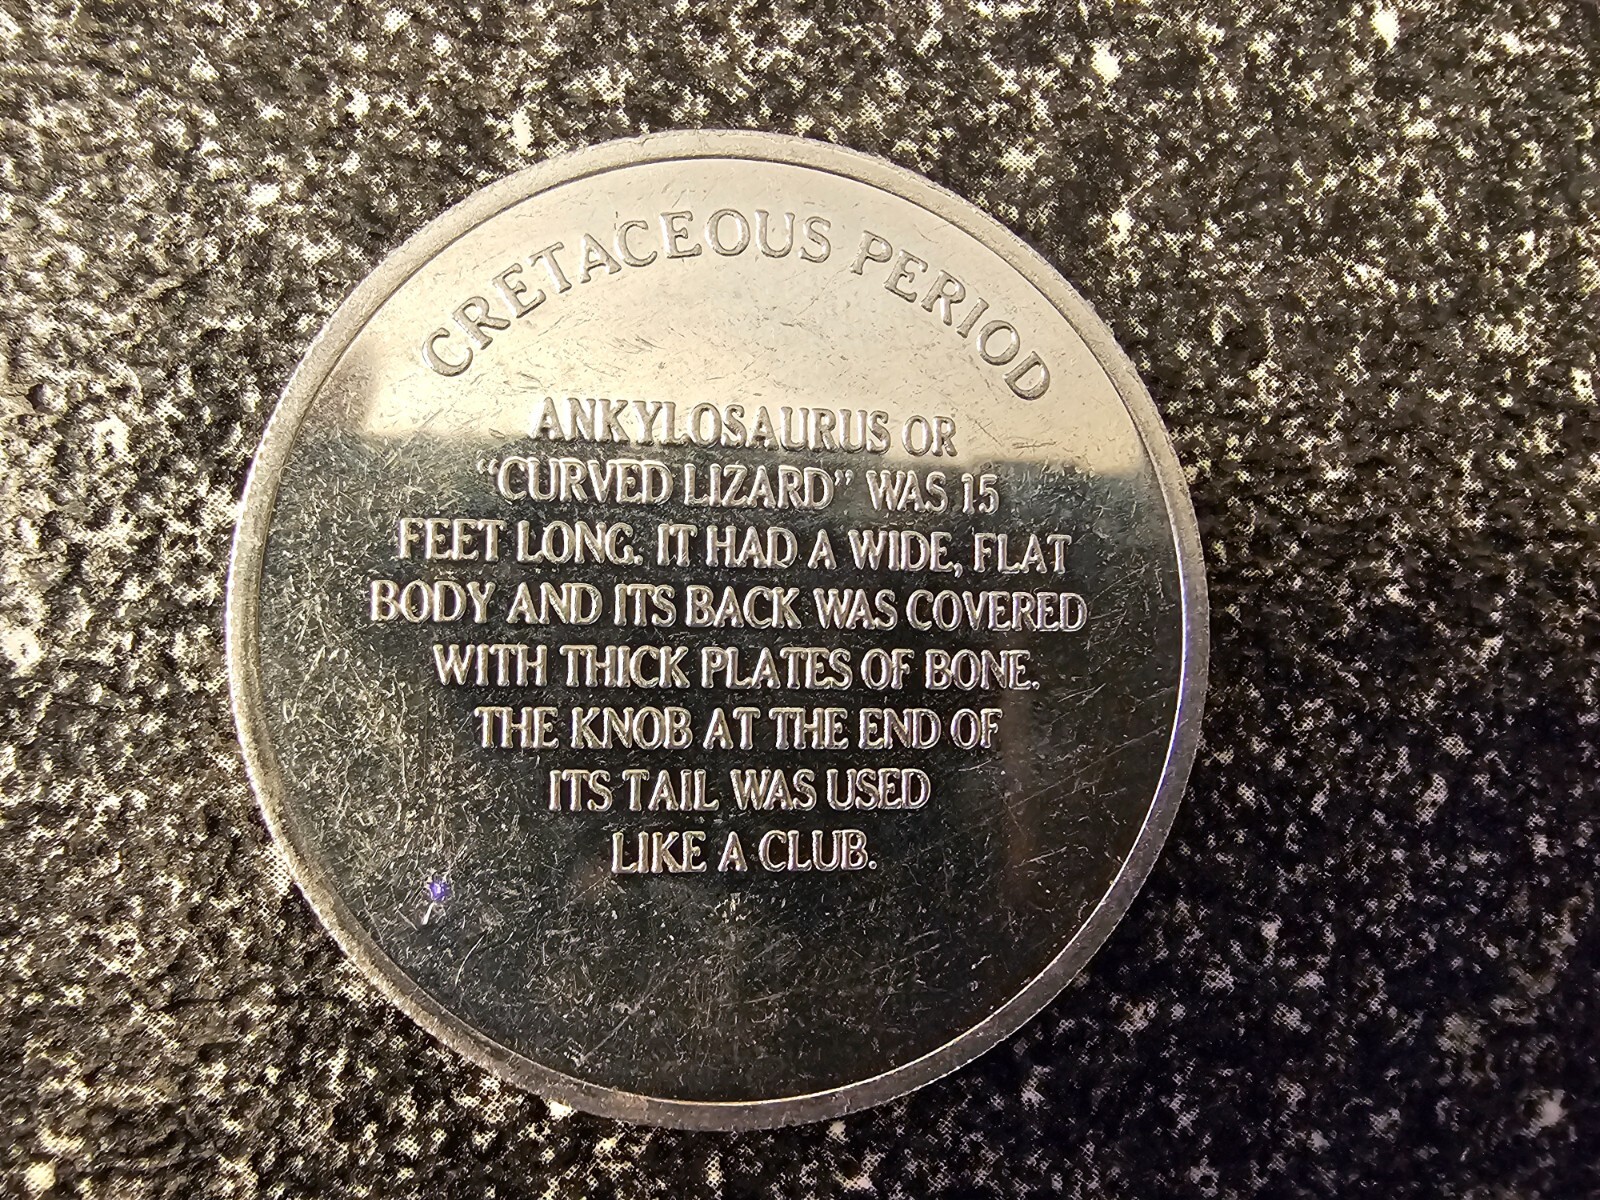 CRETACEOUS PERIOD
ANKYLOSAURUS OR
“CURVED LIZARD” WAS 15
FEET LONG. IT HAD A WIDE, FLAT
BODY AND ITS BACK WAS COVERED
WITH THICK PLATES OF BONE.
THE KNOB AT THE END OF
ITS TAIL WAS USED
LIKE A CLUB.